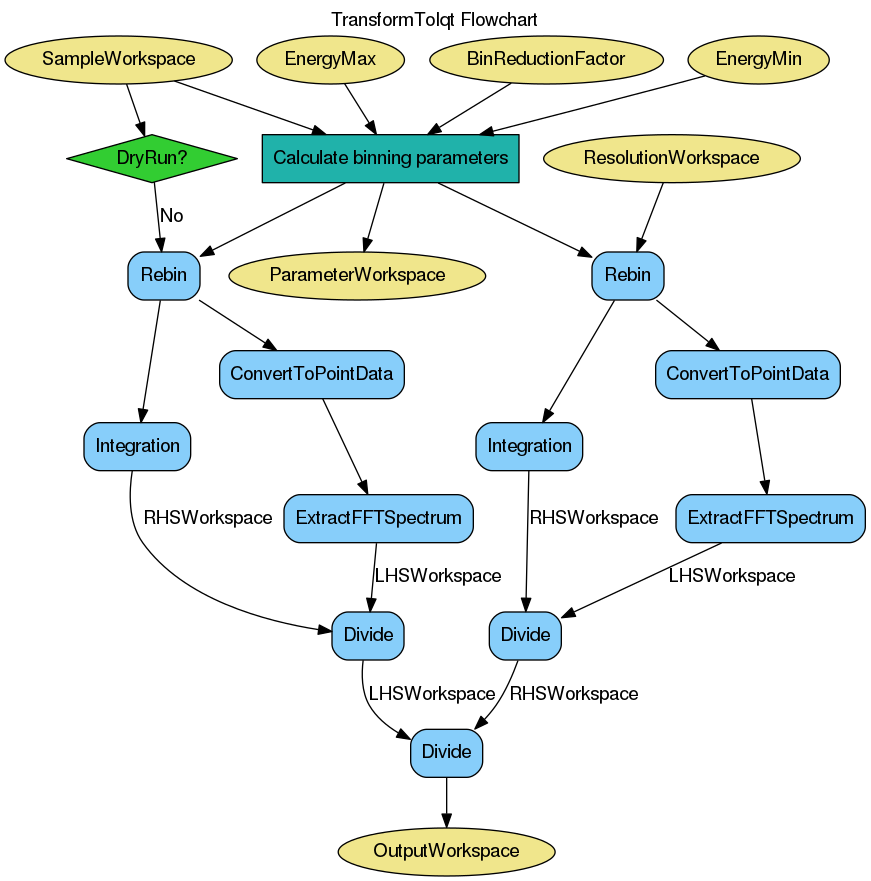 TransformToIqt Flowchart
SampleWorkspace
EnergyMax
BinReductionFactor
EnergyMin
DryRun?
Calculate binning parameters
ResolutionWorkspace
No
Rebin
ParameterWorkspace
Rebin
ConvertToPointData
ConvertToPointData
Integration
Integration
ExtractFFTSpectrum
ExtractFFTSpectrum
RHSWorkspace
RHSWorkspace
LHSWorkspace
LHSWorkspace
Divide
Divide
LHSWorkspace
RHSWorkspace
Divide
OutputWorkspace